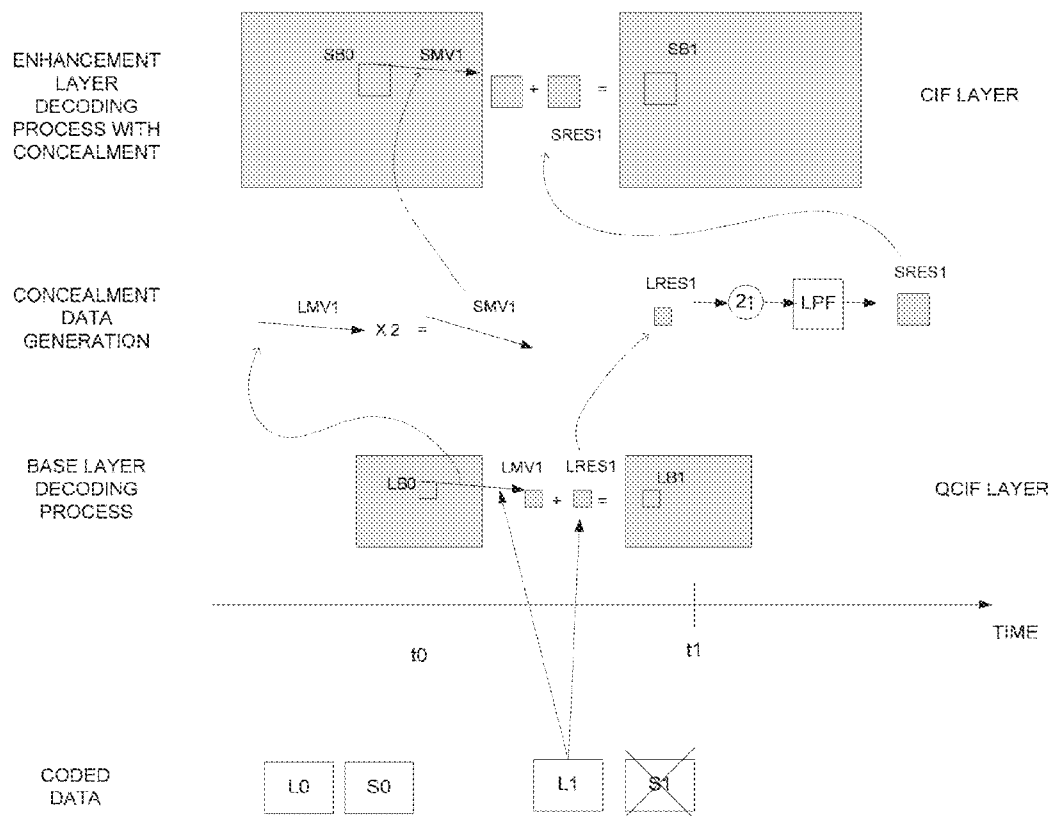 ENHANCEMENT
LAYER
DECODING
PROCESS WITH
CONCEALMENT
SB0
SMV1
+
=
SRES1
SB1
CIF LAYER
CONCEALMENT
DATA
GENERATION
LMV1
X 2 =
SMV1
LRES1
2
LPF
SRES1
BASE LAYER
DECODING
PROCESS
LB0
LMV1
LRES1
+
=
LB1
QCIF LAYER
t0
t1
TIME
CODED
DATA
L0
S0
L1
S1